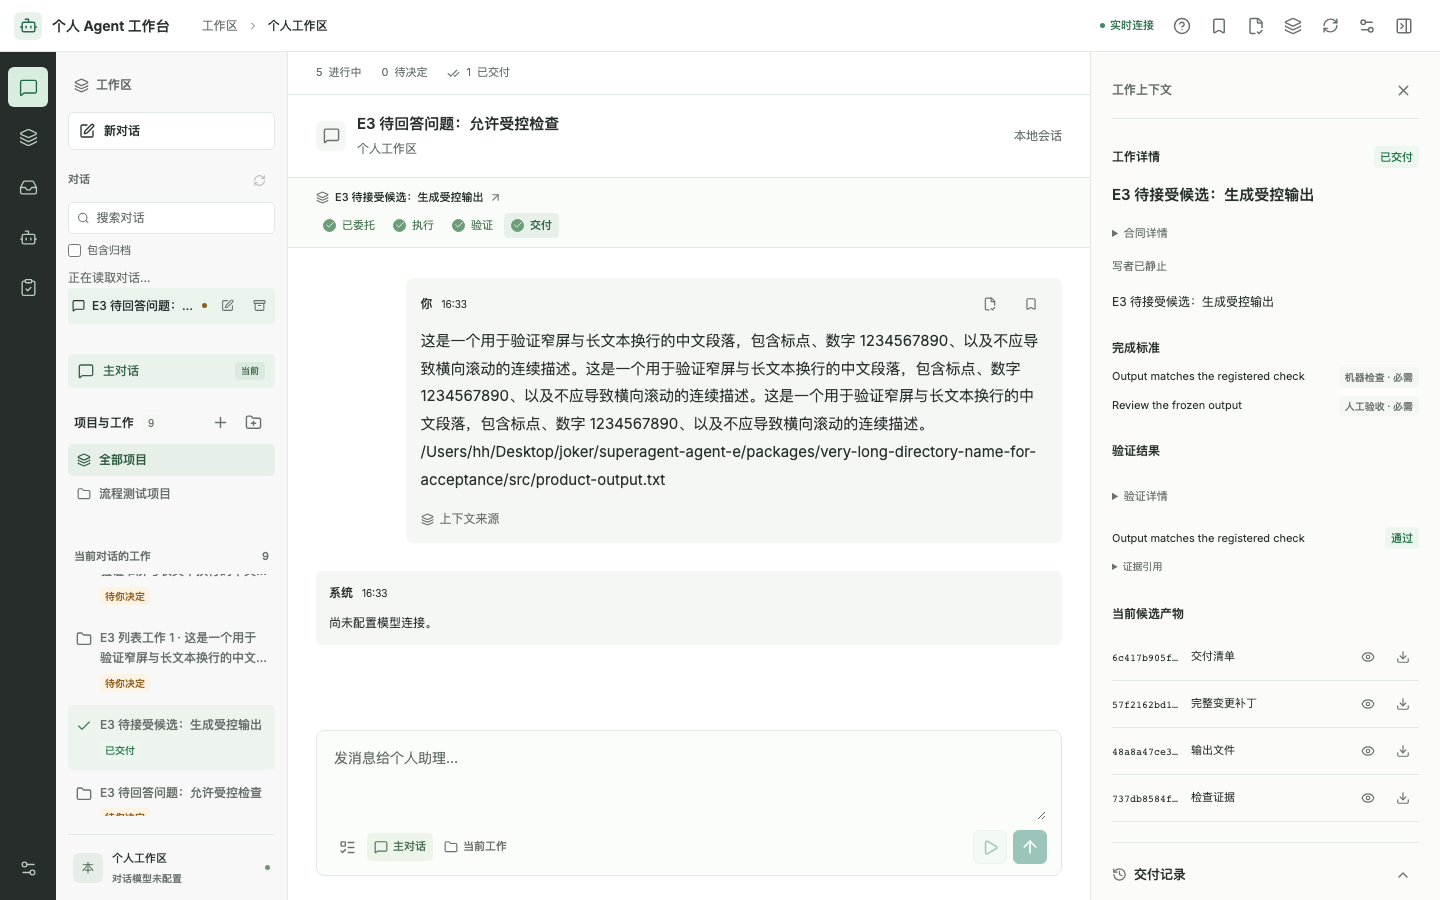 个人 Agent 工作台
工作区 > 个人工作区
实时连接
工作区
新对话
对话
搜索对话
包含归档
正在读取对话...
E3 待回答问题：...
主对话
当前
项目与工作 9
全部项目
流程测试项目
当前对话的工作 9
待你决定
E3 列表工作 1 · 这是一个用于
验证窄屏与长文本换行的中文...
待你决定
E3 待接受候选：生成受控输出
已交付
E3 待回答问题：允许受控检查
本
个人工作区
对话模型未配置
5 进行中 0 待决定 1 已交付
E3 待回答问题：允许受控检查
个人工作区
本地会话
E3 待接受候选：生成受控输出
已委托 执行 验证 交付
你 16:33
这是一个用于验证窄屏与长文本换行的中文段落，包含标点、数字 1234567890、以及不应导
致横向滚动的连续描述。这是一个用于验证窄屏与长文本换行的中文段落，包含标点、数字
1234567890、以及不应导致横向滚动的连续描述。这是一个用于验证窄屏与长文本换行的中
文段落，包含标点、数字 1234567890、以及不应导致横向滚动的连续描述。
/Users/hh/Desktop/joker/superagent-agent-e/packages/very-long-directory-name-for-
acceptance/src/product-output.txt
上下文来源
系统 16:33
尚未配置模型连接。
发消息给个人助理...
主对话 当前工作
工作上下文
工作详情
已交付
E3 待接受候选：生成受控输出
合同详情
写者已静止
E3 待接受候选：生成受控输出
完成标准
Output matches the registered check 机器检查 · 必需
Review the frozen output 人工验收 · 必需
验证结果
验证详情
Output matches the registered check 通过
证据引用
当前候选产物
6c417b905f… 交付清单
57f2162bd1… 完整变更补丁
48a8a47ce3… 输出文件
737db8584f… 检查证据
交付记录